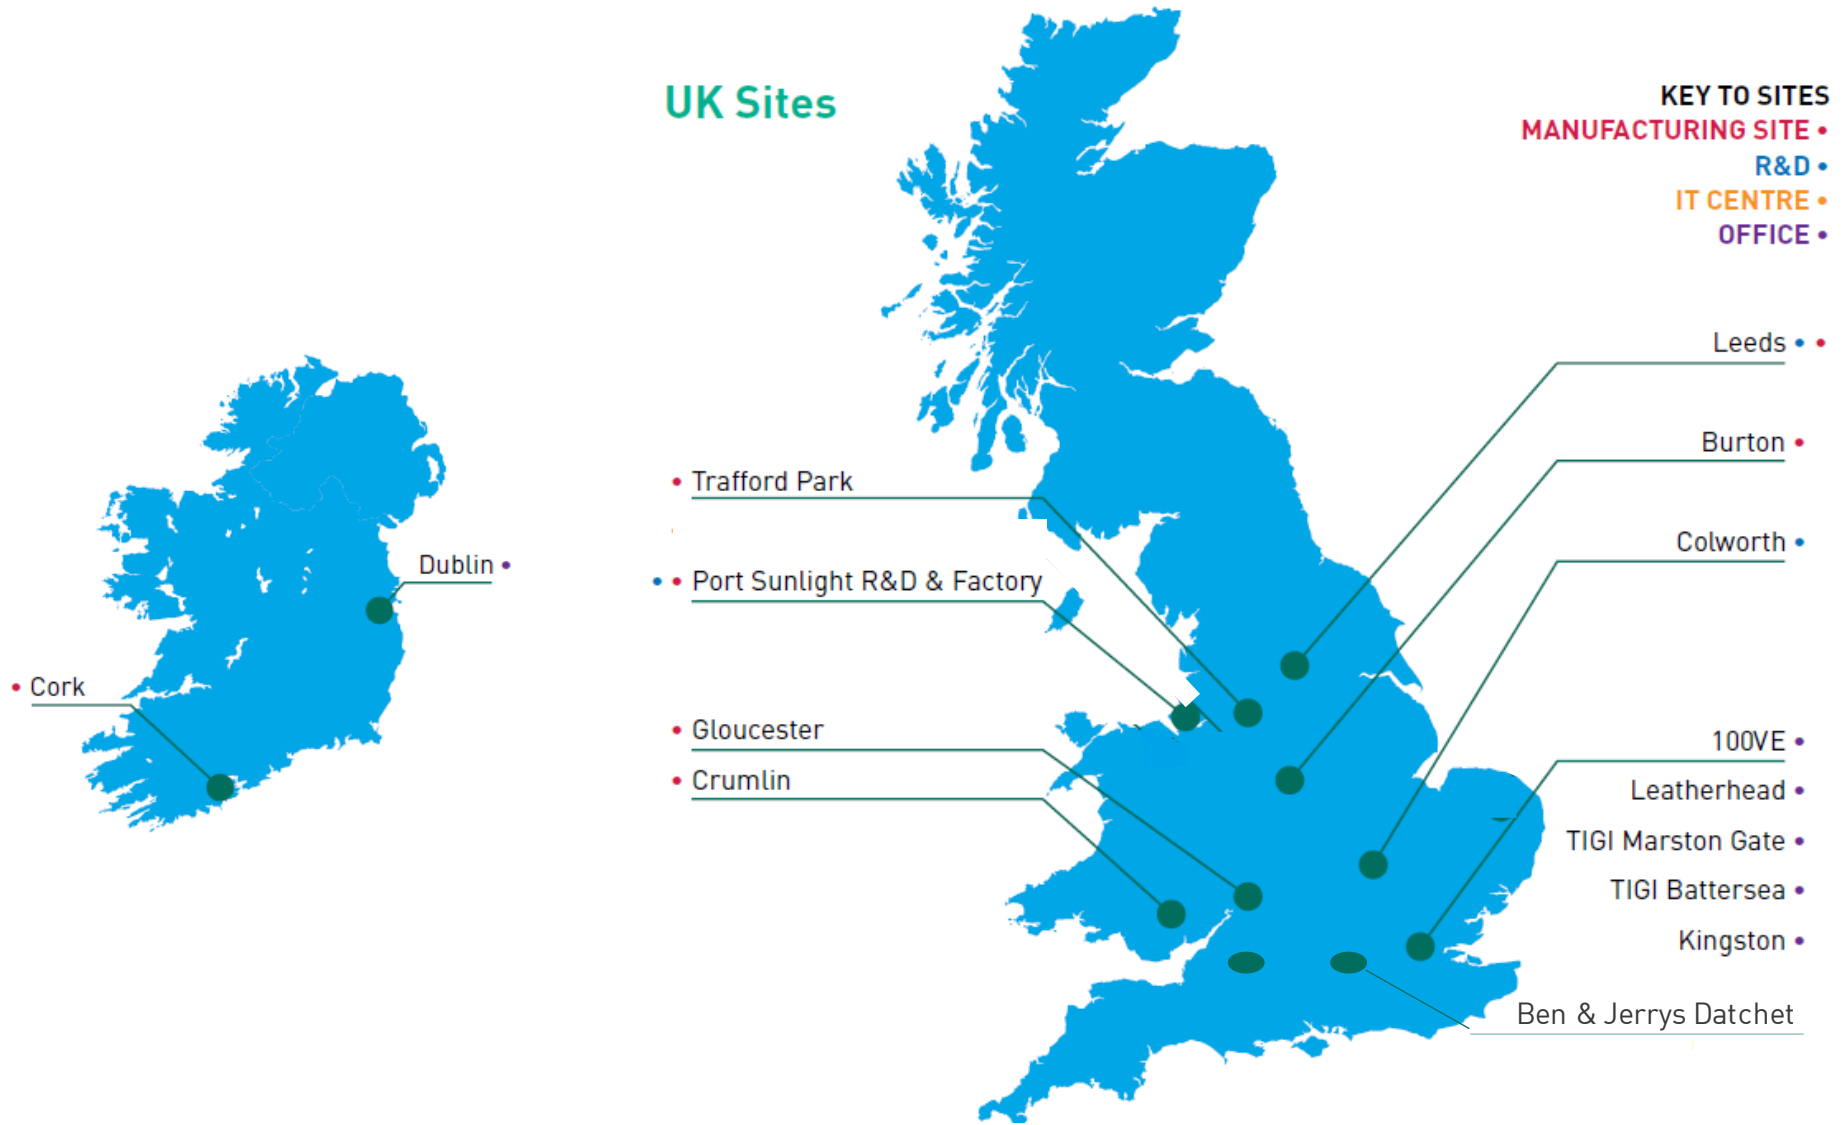 UK Sites
KEY TO SITES
MANUFACTURING SITE •
R&D •
IT CENTRE •
OFFICE •
Leeds • •
Burton •
• Trafford Park
Colworth •
Dublin •
• • Port Sunlight R&D & Factory
• Cork
• Gloucester
• Crumlin
100VE •
Leatherhead •
TIGI Marston Gate •
TIGI Battersea •
Kingston •
Ben & Jerrys Datchet